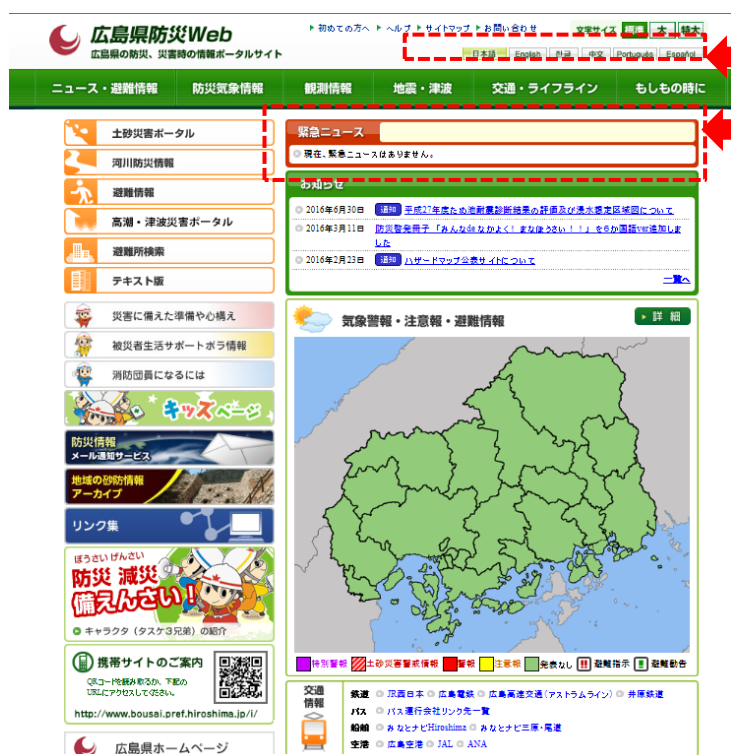 広島県防災Web
広島県の防災、災害時の情報ポータルサイト
初めての方へ ヘルプ サイトマップ お問い合わせ 文字サイズ 標準 大 特大
日本語 English 한글 中文 Português Español
ニュース・避難情報 防災気象情報 観測情報 地震・津波 交通・ライフライン もしもの時に
土砂災害ポータル
河川防災情報
避難情報
高潮・津波災害ポータル
避難所検索
テキスト版
災害に備えた準備や心構え
被災者生活サポートボラ情報
消防団員になるには
キッズページ
防災情報
メール通知サービス
地域の砂防情報
アーカイブ
リンク集
ぼうさい げんさい
防災 減災
備えんさい!
キャラクタ（タスケ3兄弟）の紹介
携帯サイトのご案内
QRコードを読み取るか、下記の
URLにアクセスしてください。
http://www.bousai.pref.hiroshima.jp/i/
広島県ホームページ
緊急ニュース
現在、緊急ニュースはありません。
お知らせ
2016年6月30日 通知 平成27年度ため池耐震診断結果の評価及び浸水想定区域図について
2016年3月11日 防災啓発冊子「みんなde なかよく！まなぼうさい！！」を6か国語ver追加しま
した
2016年2月23日 通知 ハザードマップ公表サイトについて
一覧へ
気象警報・注意報・避難情報
詳細
特別警報 土砂災害警戒情報 警報 注意報 発表なし 避難指示 避難勧告
交通
情報
鉄道 JR西日本 広島電鉄 広島高速交通(アストラムライン) 井原鉄道
バス バス運行会社リンク先一覧
船舶 みなとナビHiroshima みなとナビ三原・尾道
空港 広島空港 JAL ANA